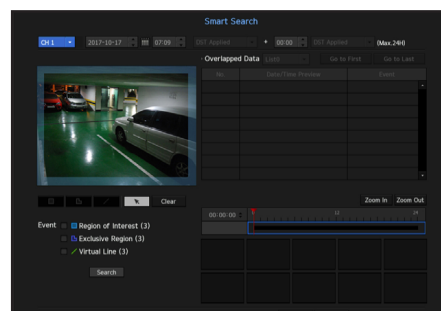 Smart Search
CH 1 2017-10-17 07:09 DST Applied + 00:00 DST Applied (Max.24H)
Overlapped Data List0 Go to First Go to Last
No Date/Time Preview Event
Clear
Zoom In Zoom Out
00:00:00 0 12 24
Event Region of Interest (3)
Exclusive Region (3)
Virtual Line (3)
Search